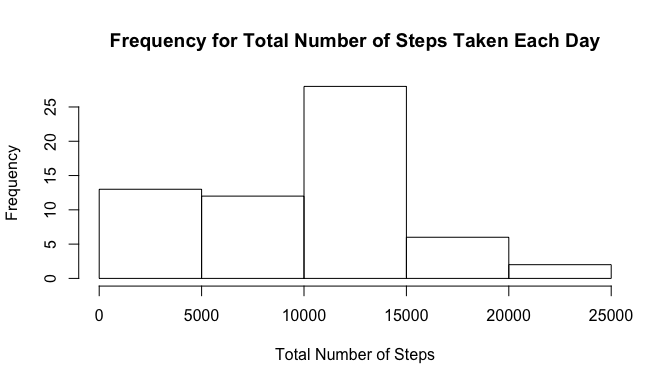 Frequency for Total Number of Steps Taken Each Day
Frequency
25
20
15
10
5
0
0 5000 10000 15000 20000 25000
Total Number of Steps